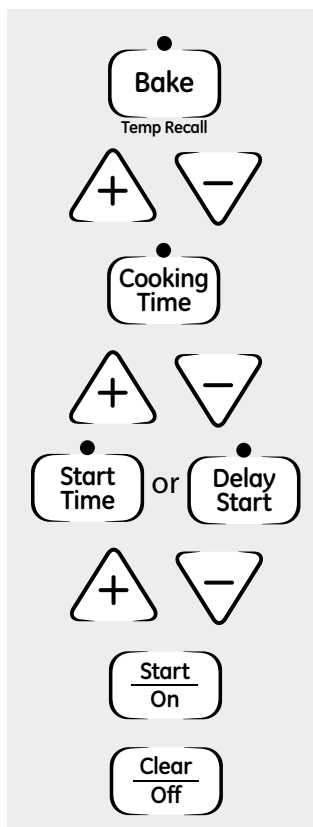 Bake
Temp Recall
+ −
Cooking
Time
+ −
Start
Time
or
Delay
Start
+ −
Start
On
Clear
Off